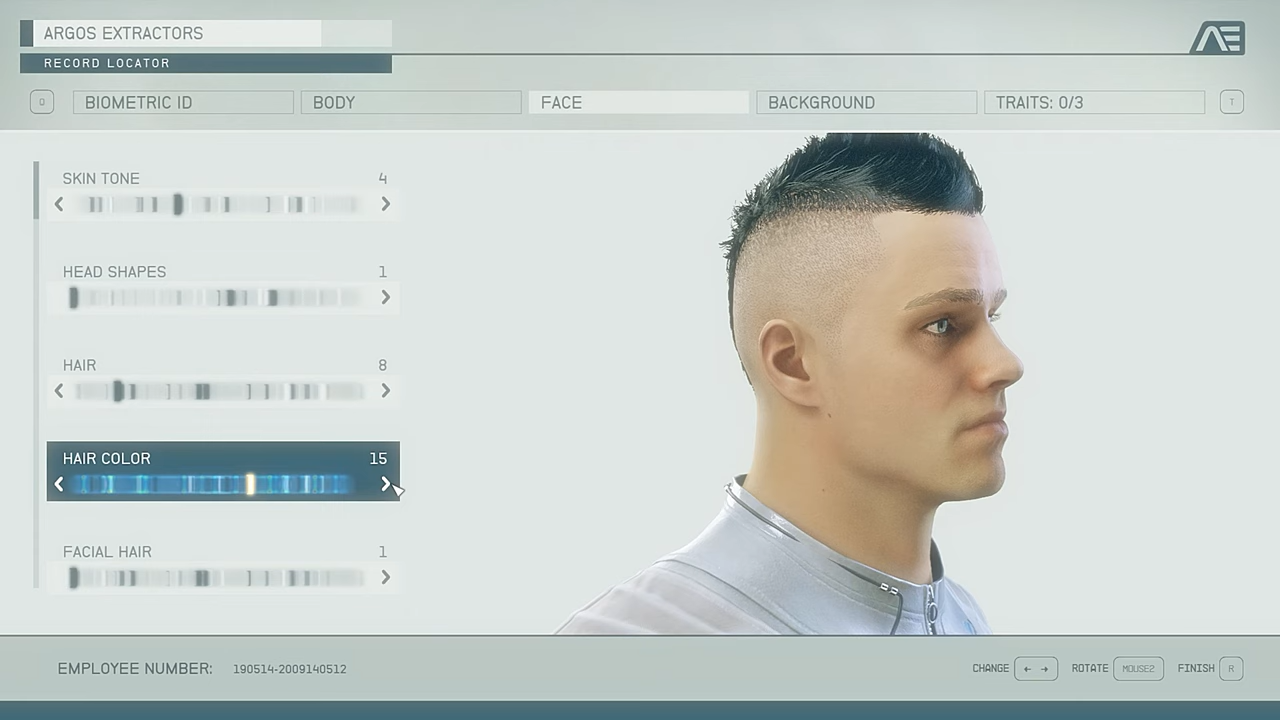 ARGOS EXTRACTORS
AE
RECORD LOCATOR
Q BIOMETRIC ID BODY FACE BACKGROUND TRAITS: 0/3 T
SKIN TONE 4
HEAD SHAPES 1
HAIR 8
HAIR COLOR 15
FACIAL HAIR 1
EMPLOYEE NUMBER: 190514-2009140512 CHANGE ← → ROTATE MOUSE2 FINISH R